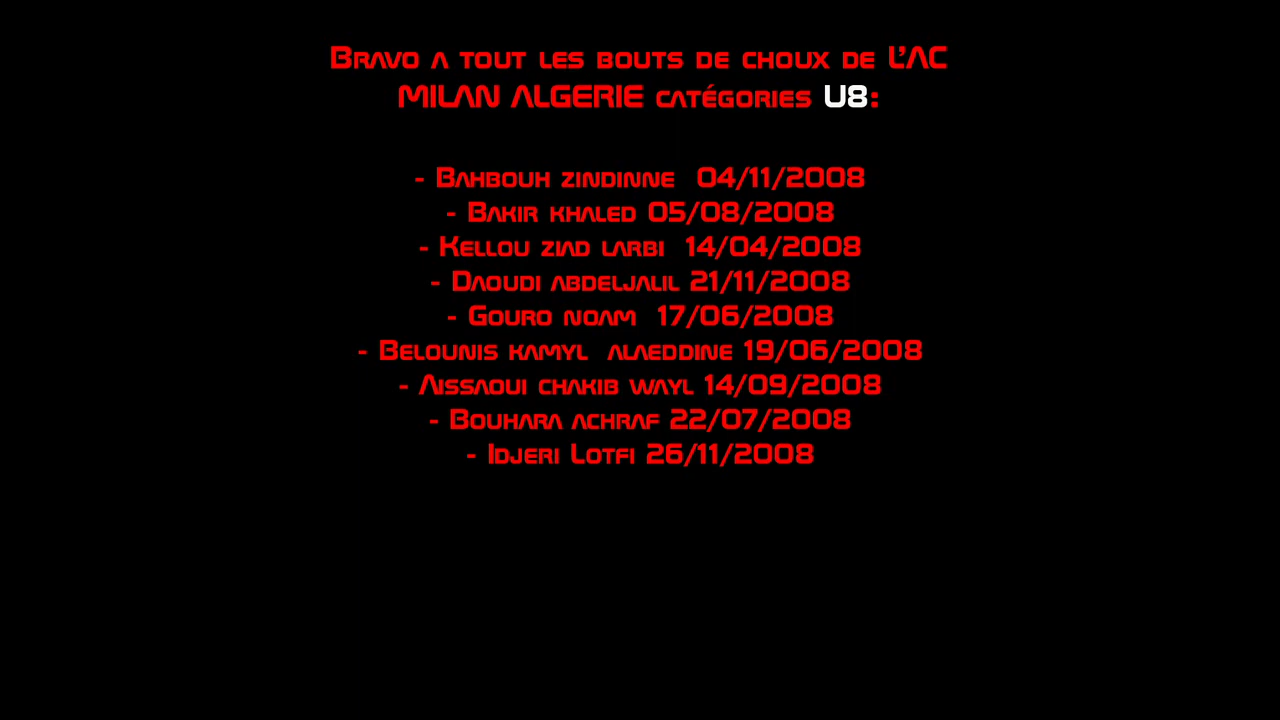 Bravo a tout les bouts de choux de L'AC
MILAN ALGERIE catégories U8:
- Bahbouh zindinne 04/11/2008
- Bakir khaled 05/08/2008
- Kellou ziad larbi 14/04/2008
- Daoudi abdeljalil 21/11/2008
- Gouro noam 17/06/2008
- Belounis kamyl alaeddine 19/06/2008
- Aissaoui chakib wayl 14/09/2008
- Bouhara achraf 22/07/2008
- Idjeri Lotfi 26/11/2008